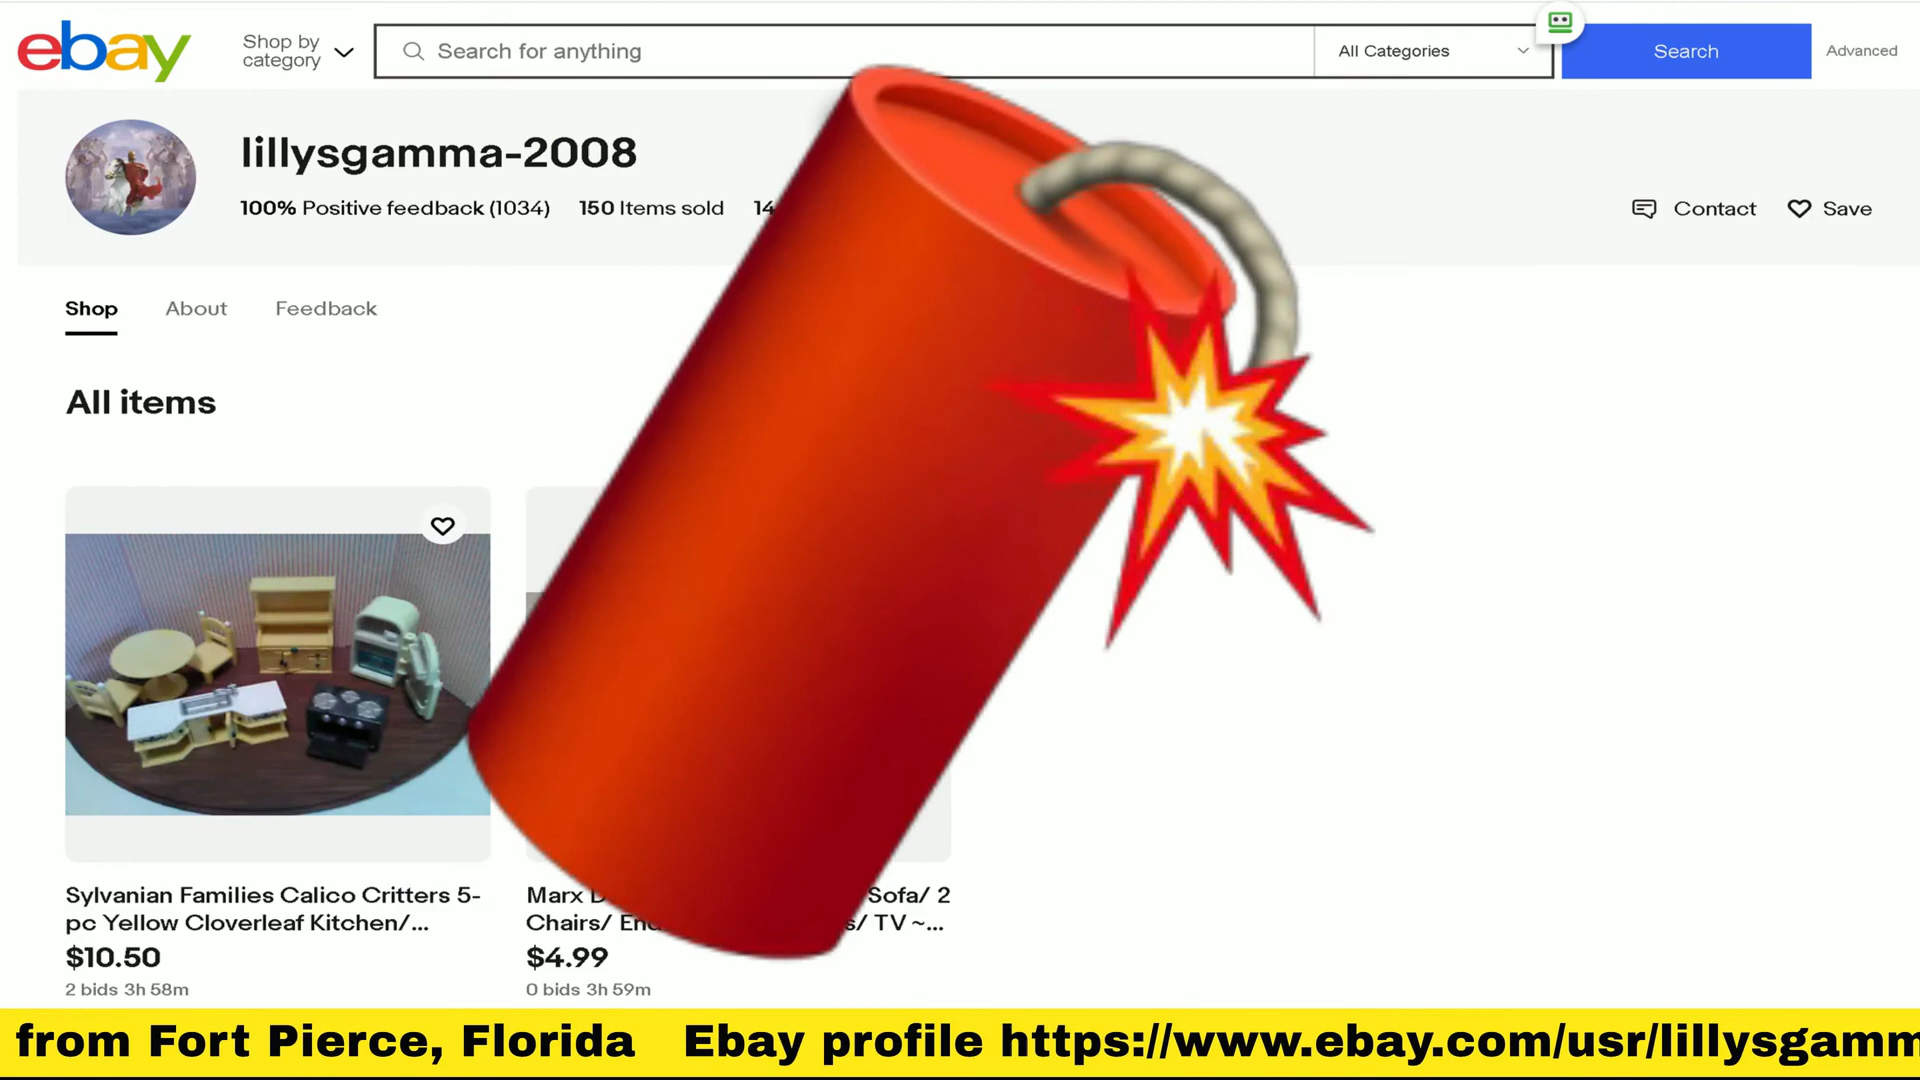 ebay
Shop by
category
Search for anything
All Categories
Search
Advanced
lillysgamma-2008
100% Positive feedback (1034) 150 Items sold 14
Contact
Save
Shop About Feedback
All items
Sylvanian Families Calico Critters 5-
pc Yellow Cloverleaf Kitchen/...
$10.50
2 bids 3h 58m
Marx Sofa/ 2
Chairs/ TV ~...
$4.99
0 bids 3h 59m
from Fort Pierce, Florida Ebay profile https://www.ebay.com/usr/lillysgamm